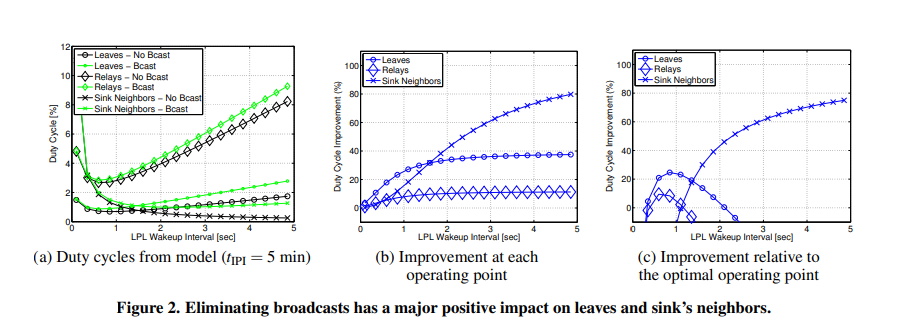 12
10
8
6
4
2
0
Duty Cycle [%]
Leaves − No Bcast
Leaves − Bcast
Relays − No Bcast
Relays − Bcast
Sink Neighbors − No Bcast
Sink Neighbors − Bcast
0 1 2 3 4 5
LPL Wakeup Interval [sec]
(a) Duty cycles from model (tIPI = 5 min)
100
80
60
40
20
0
Duty Cycle Improvement (%)
Leaves
Relays
Sink Neighbors
0 1 2 3 4 5
LPL Wakeup Interval [sec]
(b) Improvement at each
operating point
100
80
60
40
20
0
Duty Cycle Improvement (%)
Leaves
Relays
Sink Neighbors
0 1 2 3 4 5
LPL Wakeup Interval [sec]
(c) Improvement relative to
the optimal operating point
Figure 2. Eliminating broadcasts has a major positive impact on leaves and sink's neighbors.